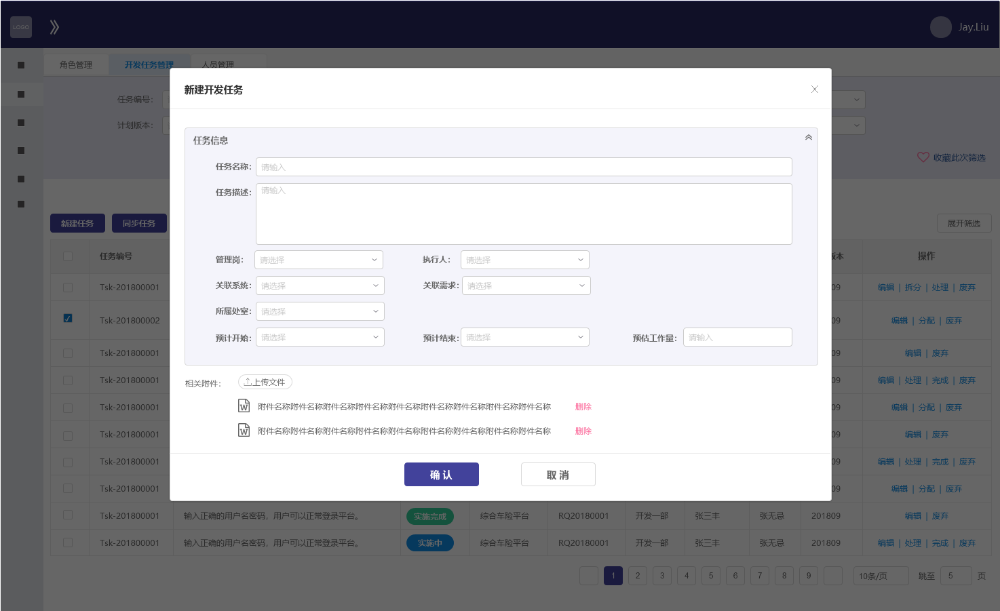 LOGO
Jay.Liu
角色管理 开发任务管理 人员管理
新建开发任务
任务编号：
计划版本：
任务信息
任务名称： 请输入
收藏此次筛选
任务描述： 请输入
新建任务 同步任务 展开筛选
管理岗： 请选择 执行人： 请选择
任务编号 版本 操作
关联系统： 请选择 关联需求： 请选择
Tsk-201800001 09 编辑 | 拆分 | 处理 | 废弃
所属处室： 请选择
Tsk-201800002 09 编辑 | 分配 | 废弃
预计开始： 请选择 预计结束： 请选择 预估工作量： 请输入
Tsk-201800001 09 编辑 | 废弃
相关附件： 上传文件
Tsk-201800001 09 编辑 | 处理 | 完成 | 废弃
W 附件名称附件名称附件名称附件名称附件名称附件名称附件名称附件名称附件名称 删除
Tsk-201800001 09 编辑 | 分配 | 废弃
W 附件名称附件名称附件名称附件名称附件名称附件名称附件名称附件名称附件名称 删除
Tsk-201800001 09 编辑 | 废弃
Tsk-201800001 09 编辑 | 处理 | 完成 | 废弃
确 认 取 消
Tsk-201800001 09 编辑 | 分配 | 废弃
Tsk-201800001 输入正确的用户名密码，用户可以正常登录平台。 实施完成 综合车险平台 RQ20180001 开发一部 张三丰 张无忌 201809 编辑 | 废弃
Tsk-201800001 输入正确的用户名密码，用户可以正常登录平台。 实施中 综合车险平台 RQ20180001 开发一部 张三丰 张无忌 201809 编辑 | 处理 | 完成 | 废弃
1 2 3 4 5 6 7 8 9 10条/页 跳至 5 页